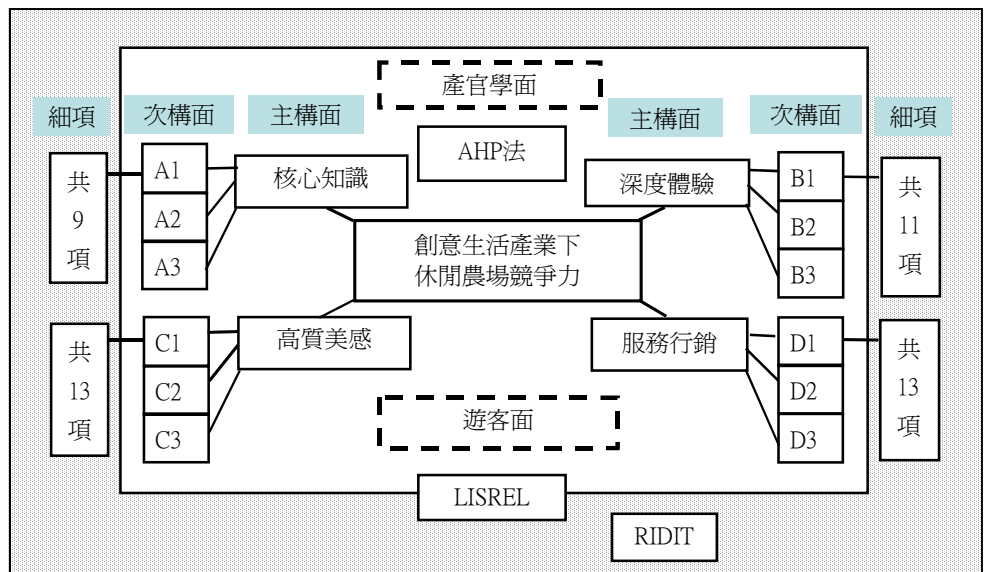 產官學面
細項
次構面
主構面
主構面
次構面
細項
AHP法
共
9
項
A1
A2
A3
核心知識
深度體驗
B1
B2
B3
共
11
項
創意生活產業下
休閒農場競爭力
共
13
項
C1
C2
C3
高質美感
服務行銷
D1
D2
D3
共
13
項
遊客面
LISREL
RIDIT